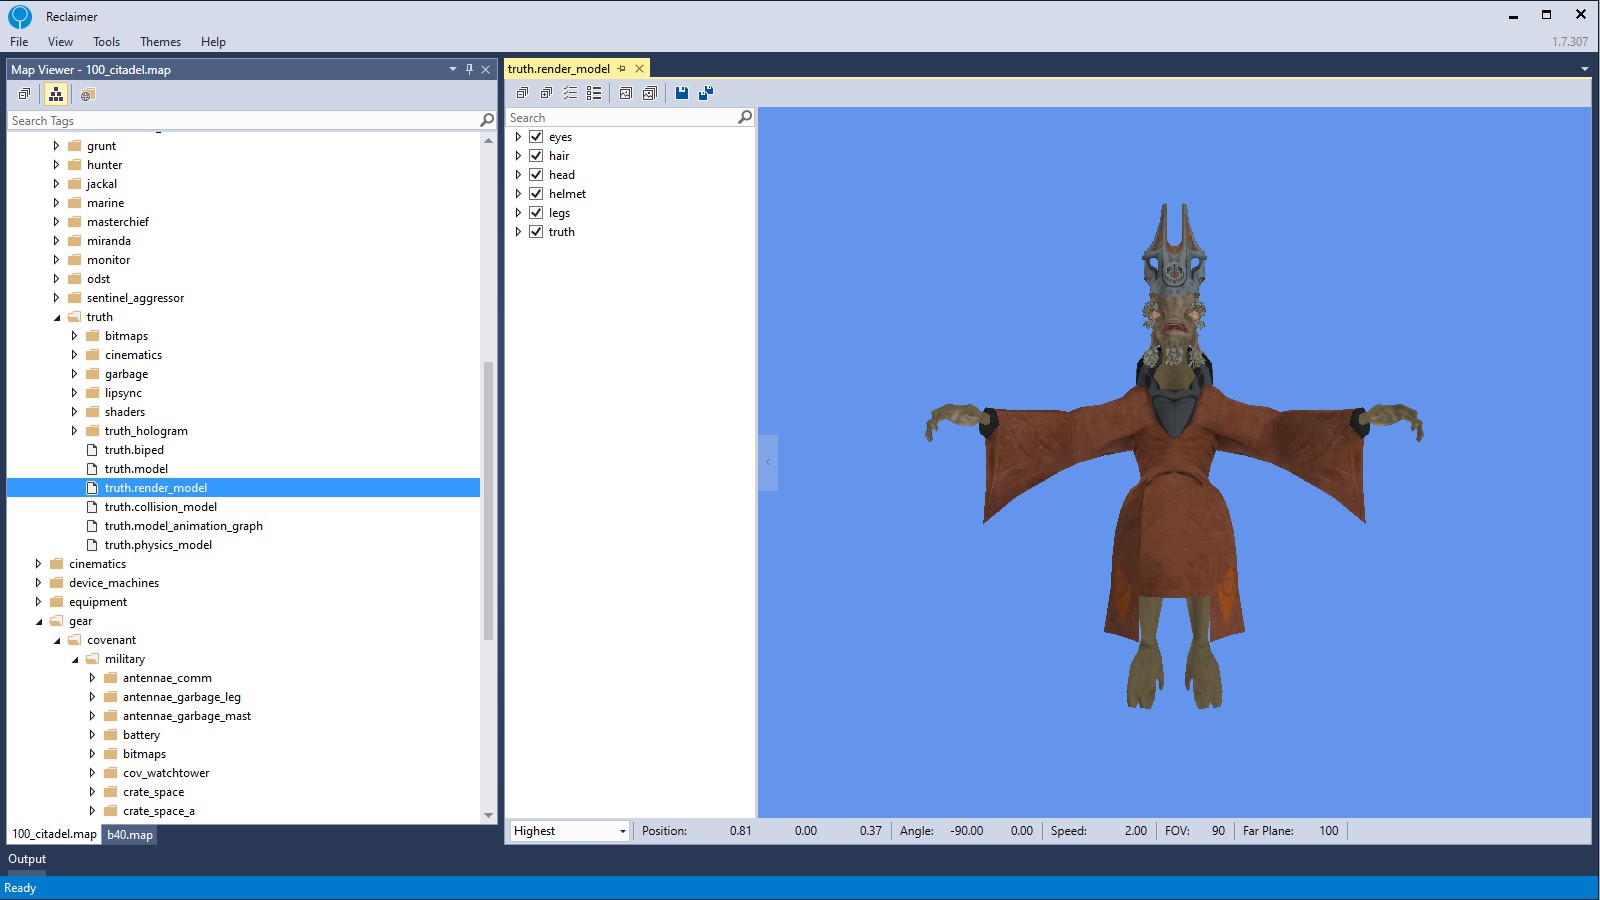 Reclaimer
File View Tools Themes Help
1.7.307
Map Viewer - 100_citadel.map
Search Tags
grunt
hunter
jackal
marine
masterchief
miranda
monitor
odst
sentinel_aggressor
truth
bitmaps
cinematics
garbage
lipsync
shaders
truth_hologram
truth.biped
truth.model
truth.render_model
truth.collision_model
truth.model_animation_graph
truth.physics_model
cinematics
device_machines
equipment
gear
covenant
military
antennae_comm
antennae_garbage_leg
antennae_garbage_mast
battery
bitmaps
cov_watchtower
crate_space
crate_space_a
100_citadel.map b40.map
truth.render_model
Search
eyes
hair
head
helmet
legs
truth
Highest Position: 0.81 0.00 0.37 Angle: -90.00 0.00 Speed: 2.00 FOV: 90 Far Plane: 100
Output
Ready